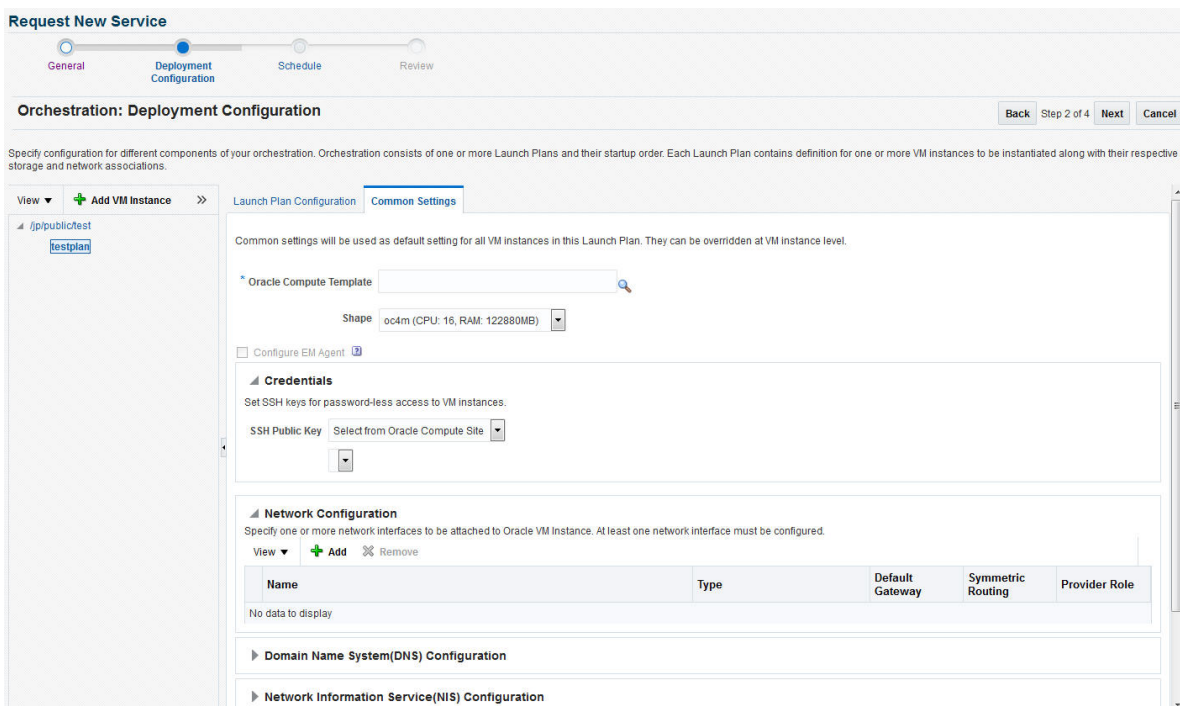 Request New Service
General
Deployment
Configuration
Schedule
Review
Orchestration: Deployment Configuration
Back Step 2 of 4 Next Cancel
Specify configuration for different components of your orchestration. Orchestration consists of one or more Launch Plans and their startup order. Each Launch Plan contains definition for one or more VM instances to be instantiated along with their respective
storage and network associations.
View Add VM Instance »
/jp/public/test
testplan
Launch Plan Configuration Common Settings
Common settings will be used as default setting for all VM instances in this Launch Plan. They can be overridden at VM instance level.
* Oracle Compute Template
Shape oc4m (CPU: 16, RAM: 122880MB)
Configure EM Agent ?
Credentials
Set SSH keys for password-less access to VM instances.
SSH Public Key Select from Oracle Compute Site
Network Configuration
Specify one or more network interfaces to be attached to Oracle VM Instance. At least one network interface must be configured.
View Add Remove
Name Type Default Gateway Symmetric Routing Provider Role
No data to display
Domain Name System(DNS) Configuration
Network Information Service(NIS) Configuration